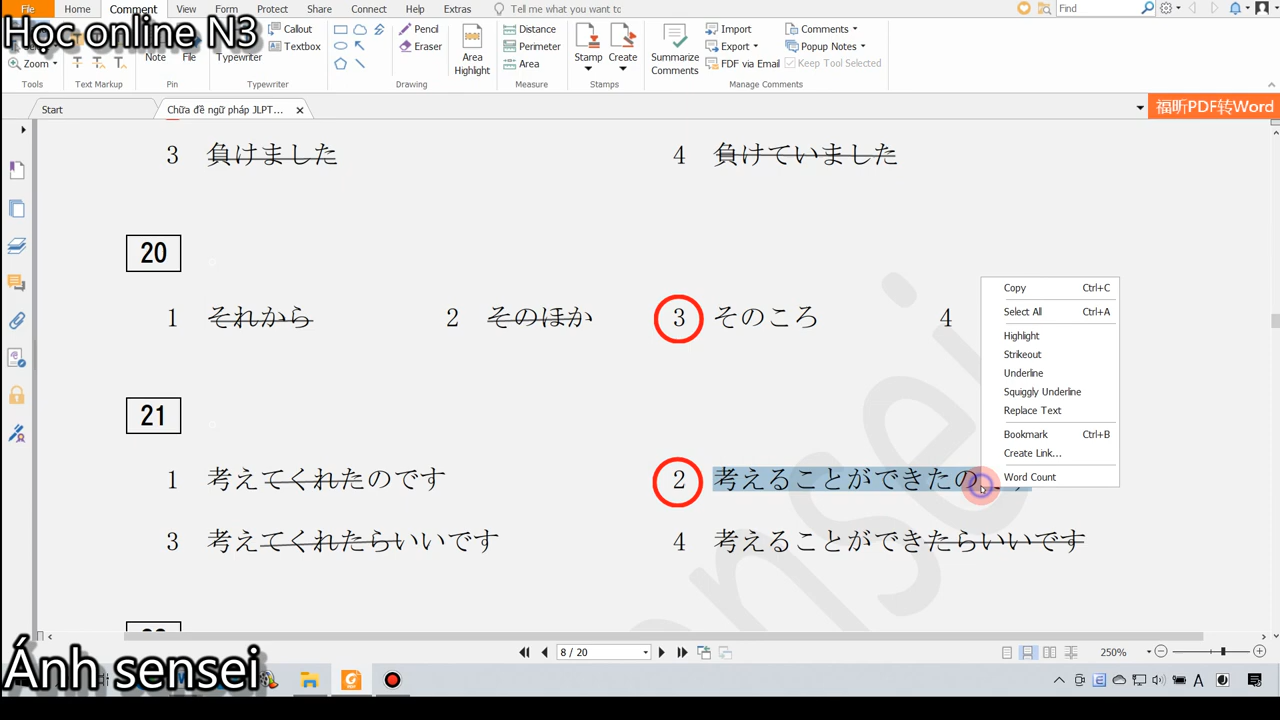 File Comment View Form Protect Share Connect Help Extras Tell me what you want to do... Find
Học online N3
Callout Pencil Distance Import Comments
Textbox Eraser Perimeter Export Popup Notes
Zoom Typewriter Note File Area Highlight Area Stamp Create Summarize Comments FDF via Email Keep Tool Selected
Tools Text Markup Pin Typewriter Drawing Measure Stamps Manage Comments
Start Chữa đề ngữ pháp JLPT... 福昕PDF转Word
3 負けました 4 負けていました
20
1 それから 2 そのほか 3 そのころ 4
21
1 考えてくれたのです 2 考えることができたの
3 考えてくれたらいいです 4 考えることができたらいいです
Copy Ctrl+C
Select All Ctrl+A
Highlight
Strikeout
Underline
Squiggly Underline
Replace Text
Bookmark Ctrl+B
Create Link...
Word Count
sensei
8 / 20 250%
Ánh sensei